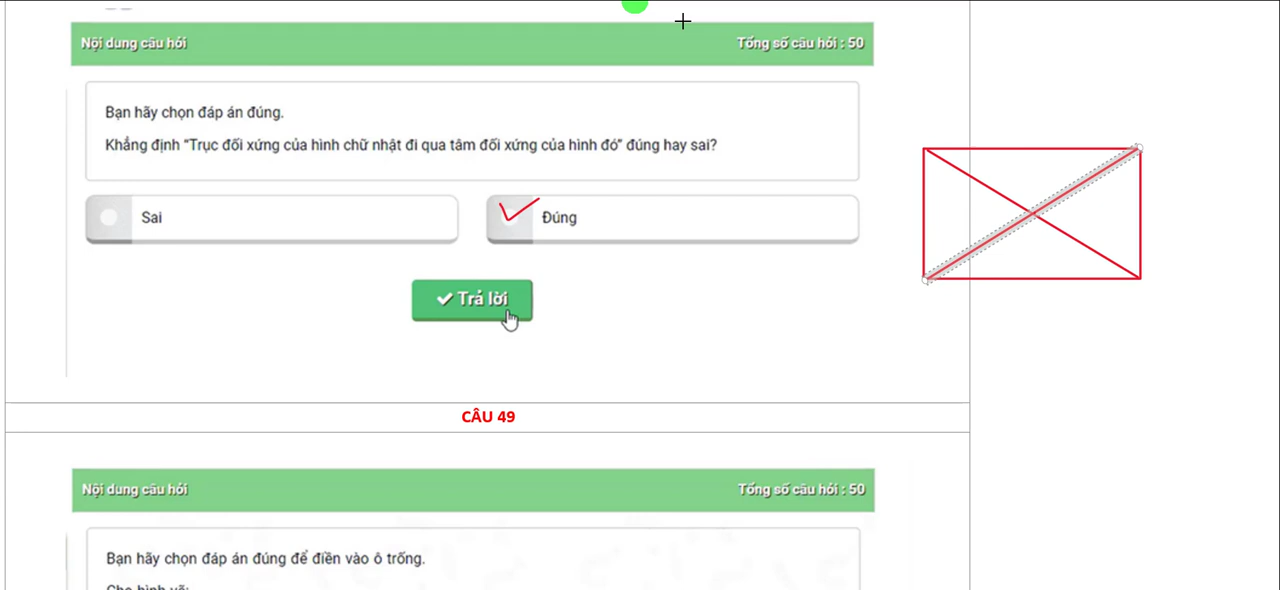 Nội dung câu hỏi
Tổng số câu hỏi : 50
Bạn hãy chọn đáp án đúng.
Khẳng định "Trục đối xứng của hình chữ nhật đi qua tâm đối xứng của hình đó" đúng hay sai?
Sai
Đúng
Trả lời
CÂU 49
Nội dung câu hỏi
Tổng số câu hỏi : 50
Bạn hãy chọn đáp án đúng để điền vào ô trống.
Cho hình vẽ: